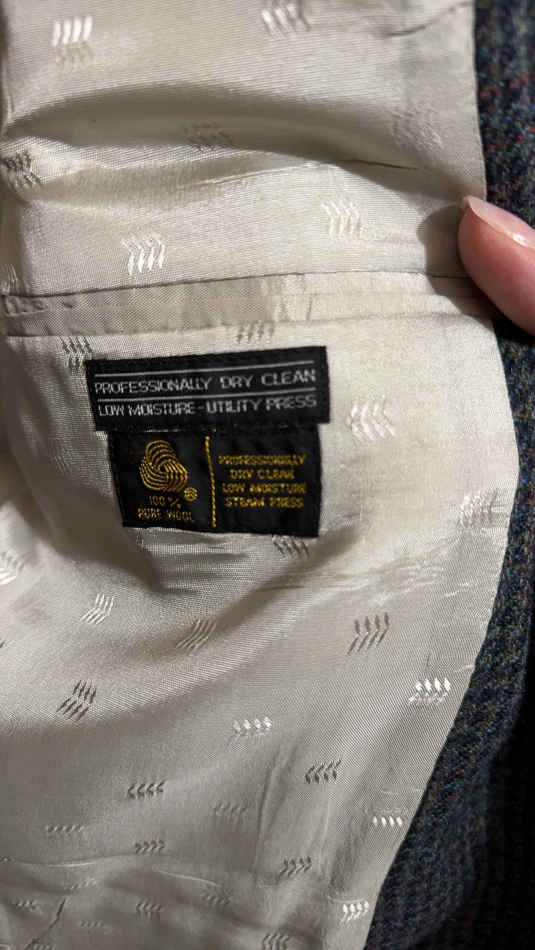 PROFESSIONALLY DRY CLEAN
LOW MOISTURE-UTILITY PRESS
100%
PURE WOOL
®
PROFESSIONALLY
DRY CLEAN
LOW MOISTURE
STEAM PRESS